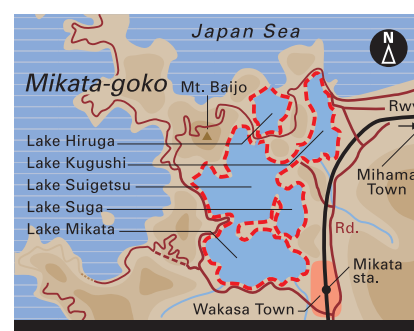 Japan Sea
N
Mikata-goko
Mt. Baijo
Rwy
Lake Hiruga
Lake Kugushi
Mihama
Town
Lake Suigetsu
Lake Suga
Lake Mikata
Rd.
Mikata
sta.
Wakasa Town